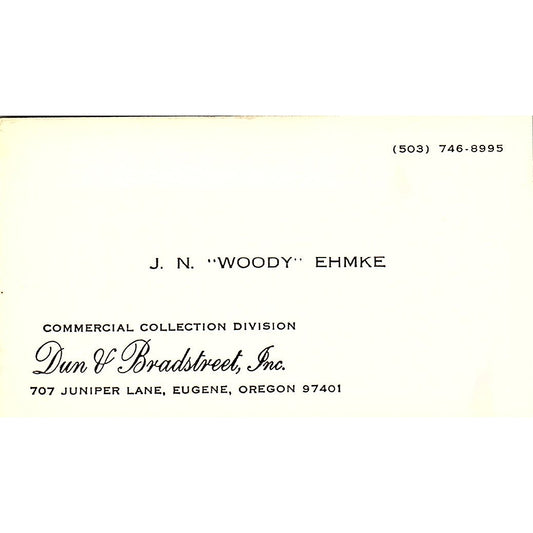 (503) 746-8995
J. N. "WOODY" EHMKE
COMMERCIAL COLLECTION DIVISION
Dun & Bradstreet, Inc.
707 JUNIPER LANE, EUGENE, OREGON 97401